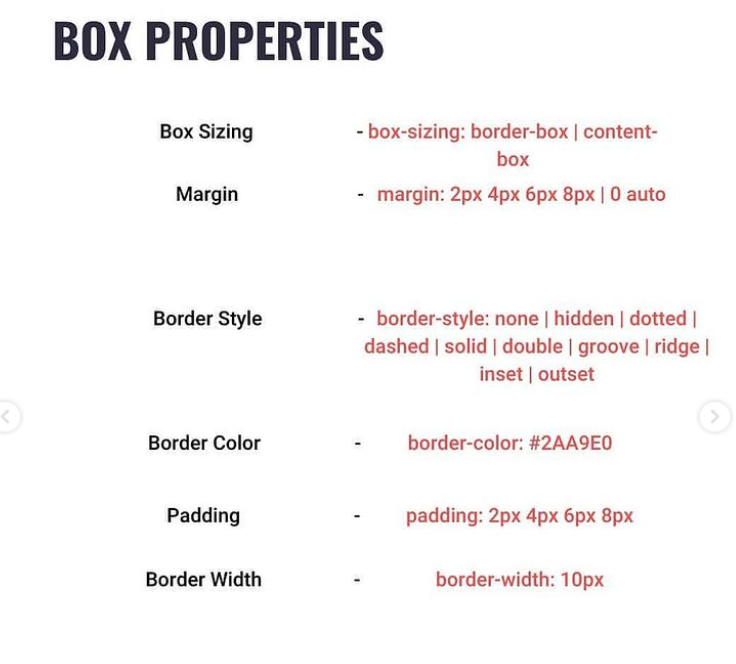 BOX PROPERTIES
Box Sizing - box-sizing: border-box | content-
box
Margin - margin: 2px 4px 6px 8px | 0 auto
Border Style - border-style: none | hidden | dotted |
dashed | solid | double | groove | ridge |
inset | outset
Border Color - border-color: #2AA9E0
Padding - padding: 2px 4px 6px 8px
Border Width - border-width: 10px